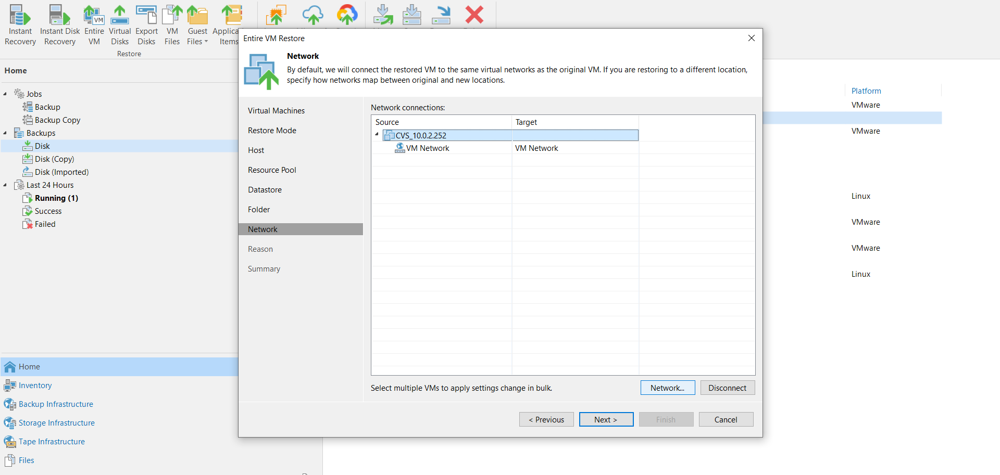 Instant Recovery
Instant Disk Recovery
Entire VM
Virtual Disks
Export Disks
VM Files
Guest Files
Applica
Items
Restore
Home
Jobs
Backup
Backup Copy
Backups
Disk
Disk (Copy)
Disk (Imported)
Last 24 Hours
Running (1)
Success
Failed
Home
Inventory
Backup Infrastructure
Storage Infrastructure
Tape Infrastructure
Files
Entire VM Restore
Network
By default, we will connect the restored VM to the same virtual networks as the original VM. If you are restoring to a different location,
specify how networks map between original and new locations.
Virtual Machines
Restore Mode
Host
Resource Pool
Datastore
Folder
Network
Reason
Summary
Network connections:
Source Target
CVS_10.0.2.252
VM Network VM Network
Select multiple VMs to apply settings change in bulk.
Network...
Disconnect
< Previous
Next >
Finish
Cancel
Platform
VMware
VMware
Linux
VMware
VMware
Linux